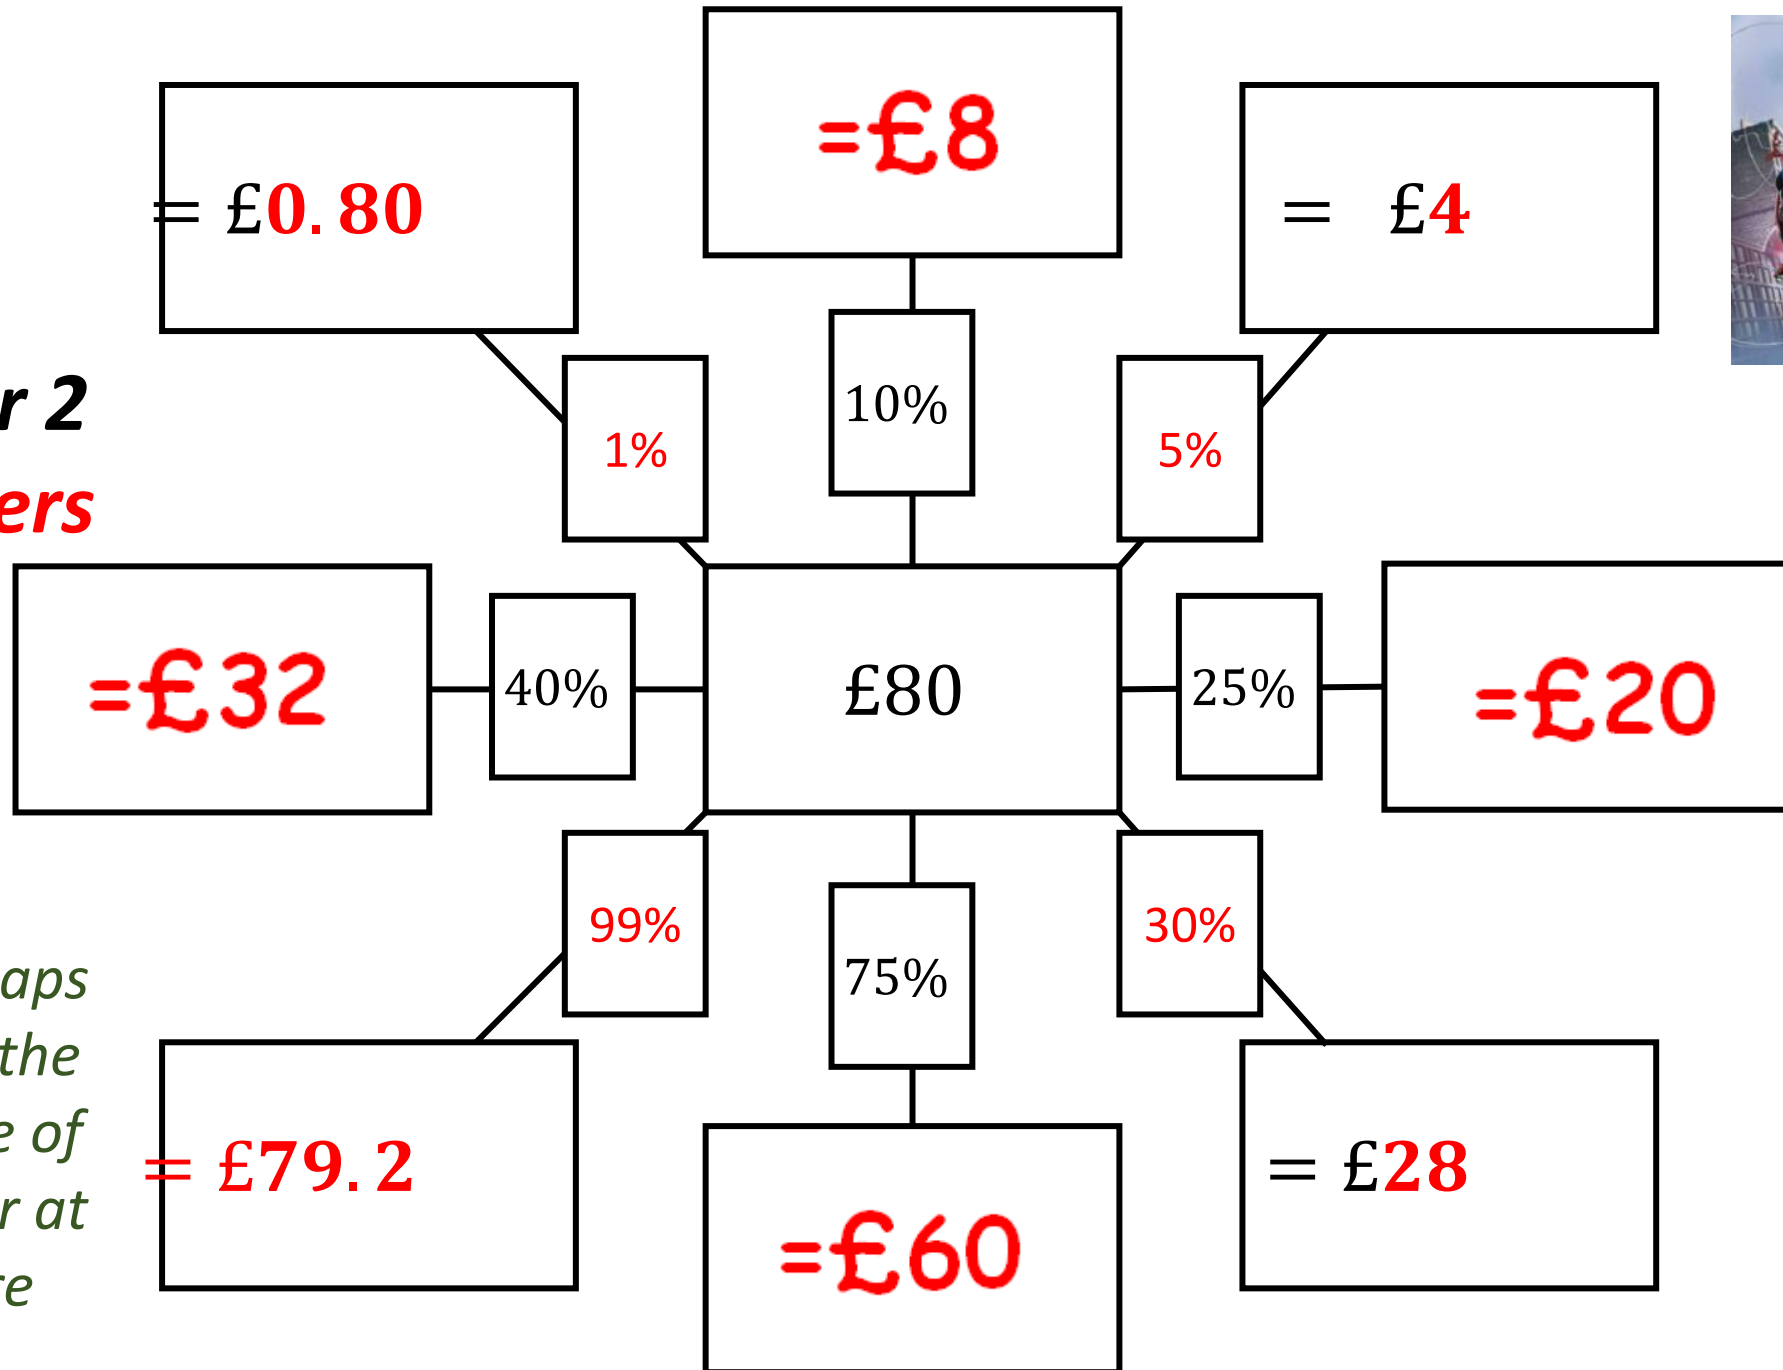 =£8
= £0.80
= £4
10%
1%
5%
r 2
ers
=£32
40%
£80
25%
=£20
99%
75%
30%
aps
the
e of
r at
re
= £79.2
= £28
=£60